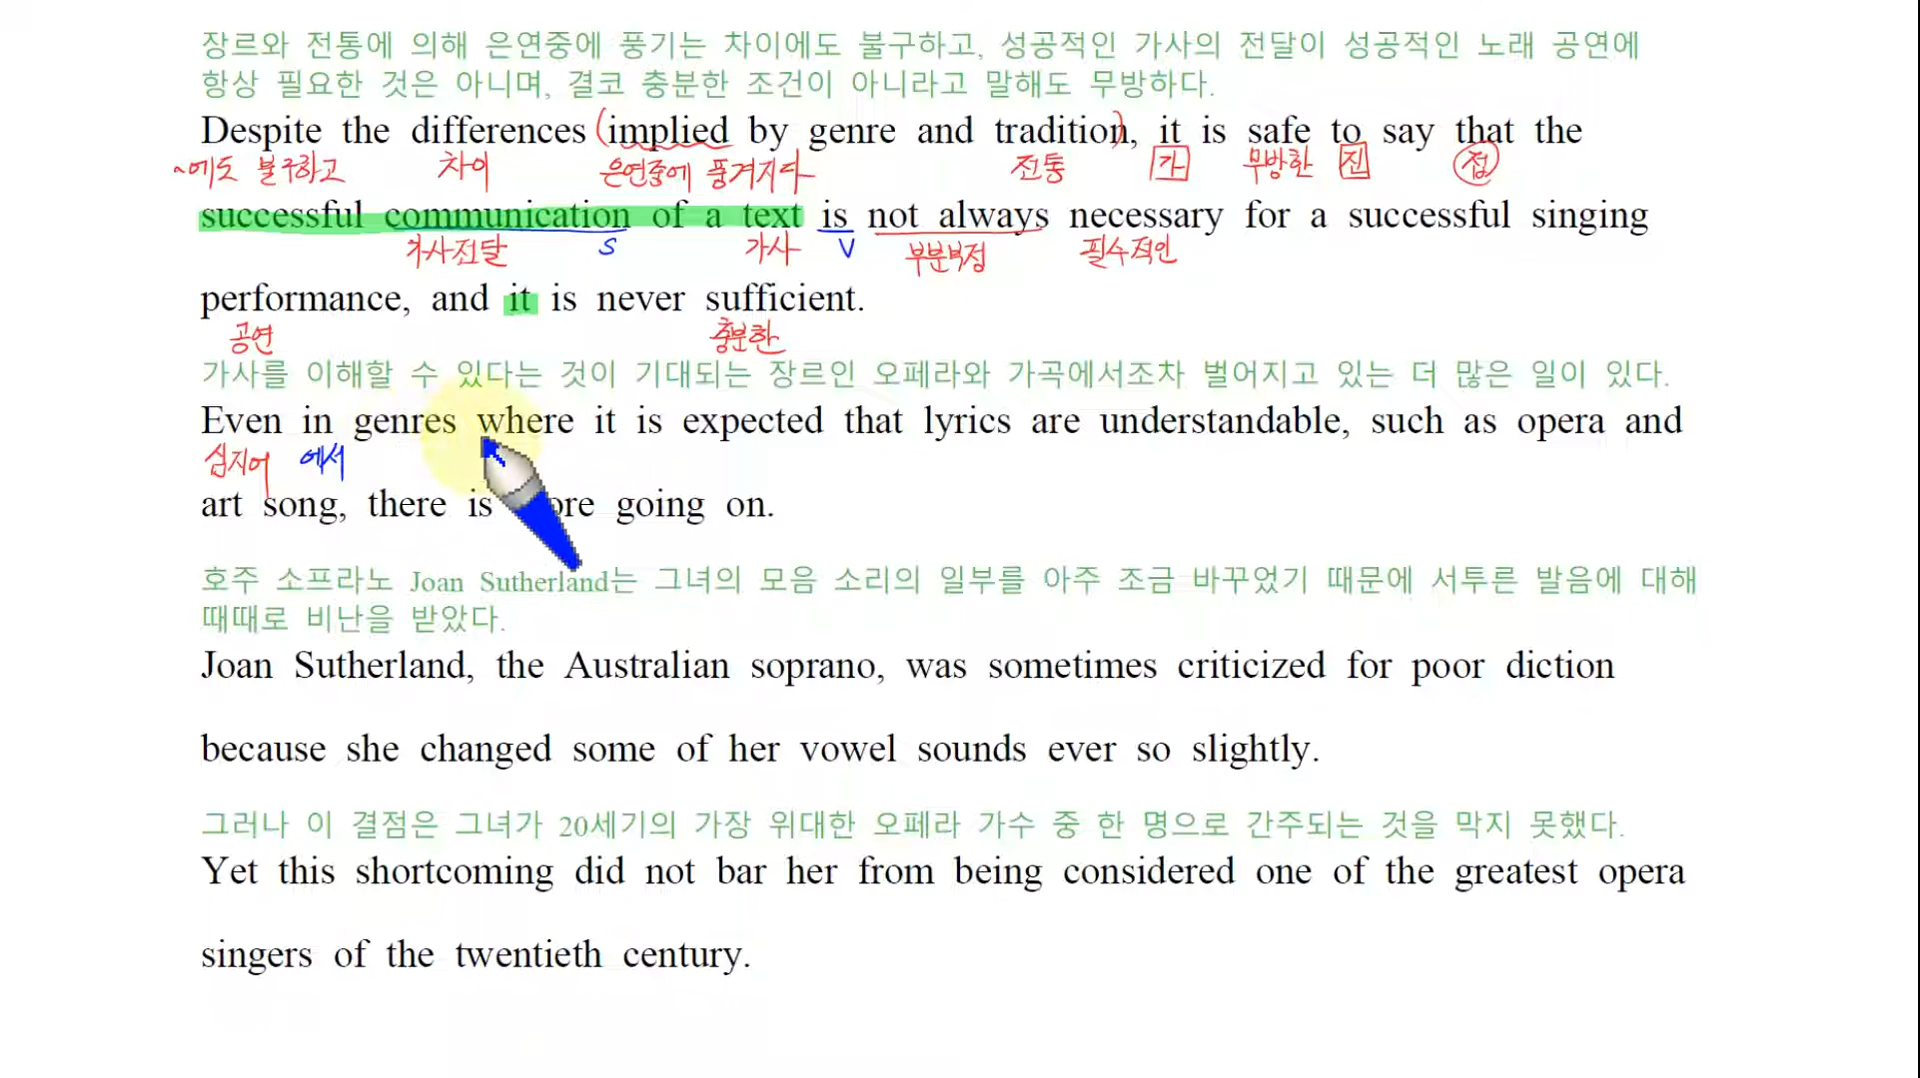 장르와 전통에 의해 은연중에 풍기는 차이에도 불구하고, 성공적인 가사의 전달이 성공적인 노래 공연에
항상 필요한 것은 아니며, 결코 충분한 조건이 아니라고 말해도 무방하다.
Despite the differences (implied by genre and tradition), it is safe to say that the
~에도 불구하고 차이 은연중에 풍겨지다 전통 가 무방한 진 접
successful communication of a text is not always necessary for a successful singing
가사전달 S 가사 V 부분부정 필수적인
performance, and it is never sufficient.
공연 충분한
가사를 이해할 수 있다는 것이 기대되는 장르인 오페라와 가곡에서조차 벌어지고 있는 더 많은 일이 있다.
Even in genres where it is expected that lyrics are understandable, such as opera and
심지어 에서
art song, there is going on.
호주 소프라노 Joan Sutherland는 그녀의 모음 소리의 일부를 아주 조금 바꾸었기 때문에 서투른 발음에 대해
때때로 비난을 받았다.
Joan Sutherland, the Australian soprano, was sometimes criticized for poor diction
because she changed some of her vowel sounds ever so slightly.
그러나 이 결점은 그녀가 20세기의 가장 위대한 오페라 가수 중 한 명으로 간주되는 것을 막지 못했다.
Yet this shortcoming did not bar her from being considered one of the greatest opera
singers of the twentieth century.